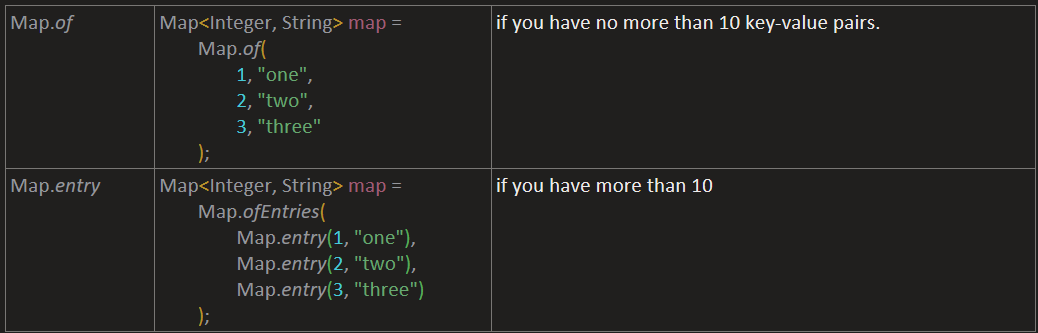 Map.of
Map<Integer, String> map =
Map.of(
1, "one",
2, "two",
3, "three"
);
if you have no more than 10 key-value pairs.
Map.entry
Map<Integer, String> map =
Map.ofEntries(
Map.entry(1, "one"),
Map.entry(2, "two"),
Map.entry(3, "three")
);
if you have more than 10